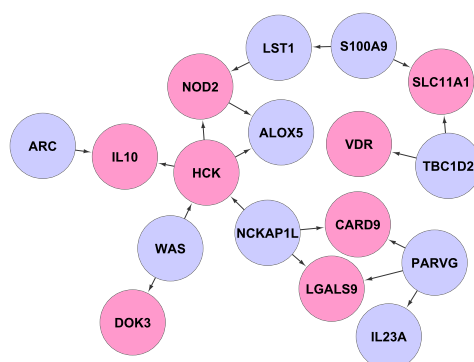 LST1
S100A9
NOD2
SLC11A1
ARC
IL10
ALOX5
VDR
TBC1D2
HCK
WAS
NCKAP1L
CARD9
PARVG
LGALS9
DOK3
IL23A